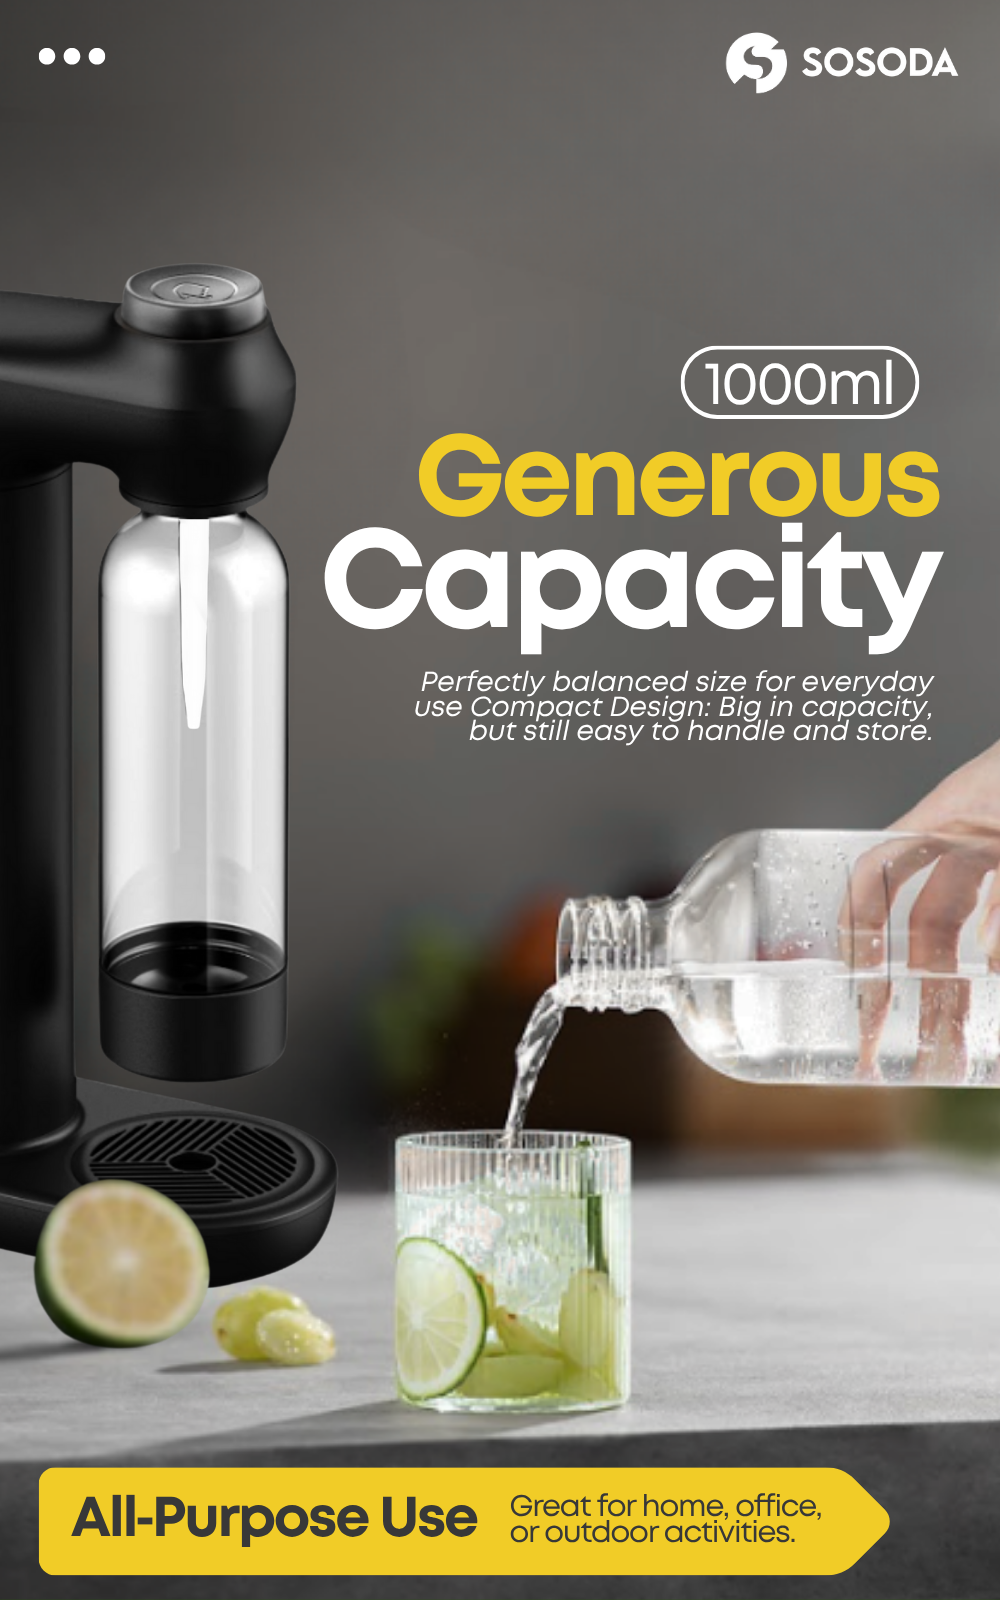 SOSODA
1000ml
Generous
Capacity
Perfectly balanced size for everyday
use Compact Design: Big in capacity,
but still easy to handle and store.
All-Purpose Use
Great for home, office,
or outdoor activities.